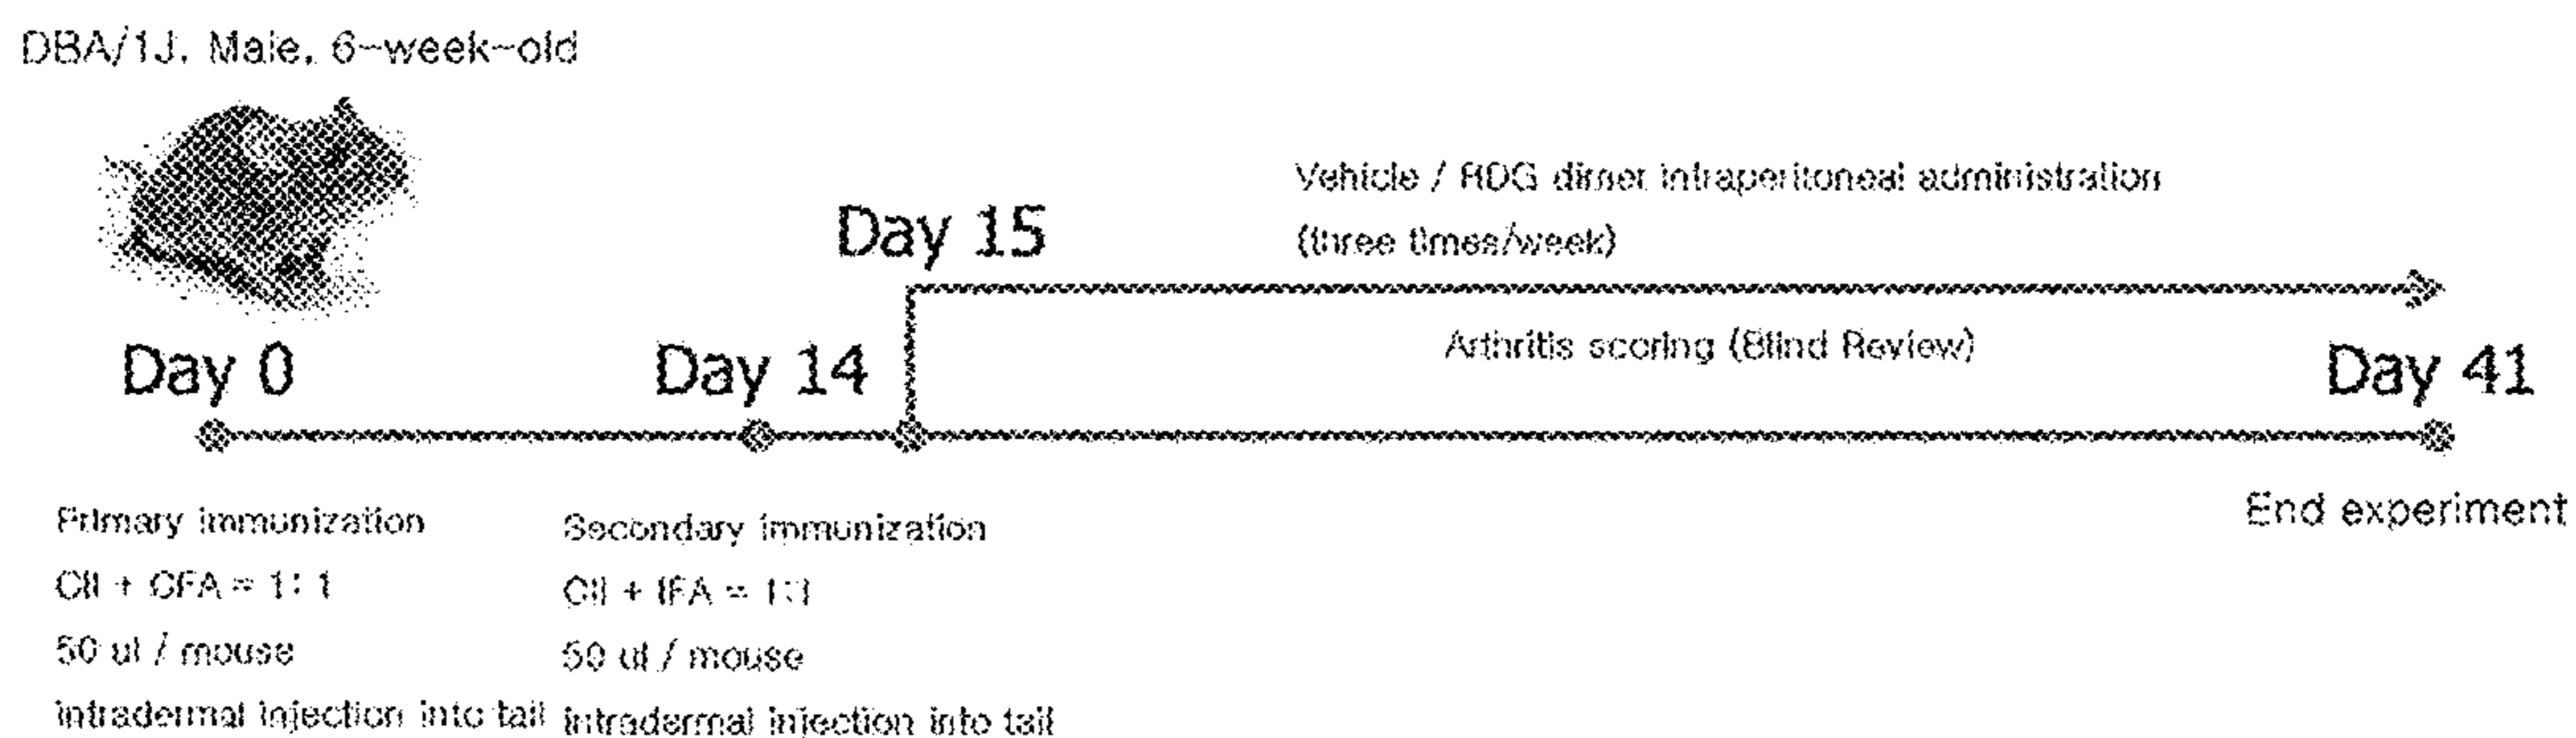 DBA/1J, Male, 6-week-old
Vehicle / RDG dimer intraperitoneal administration
(three times/week)
Day 15
Arthritis scoring (Blind Review)
Day 0
Day 14
Day 41
End experiment
Primary immunization
CII + CFA = 1: 1
50 ul / mouse
intradermal injection into tail
Secondary immunization
CII + IFA = 1:1
50 ul / mouse
intradermal injection into tail